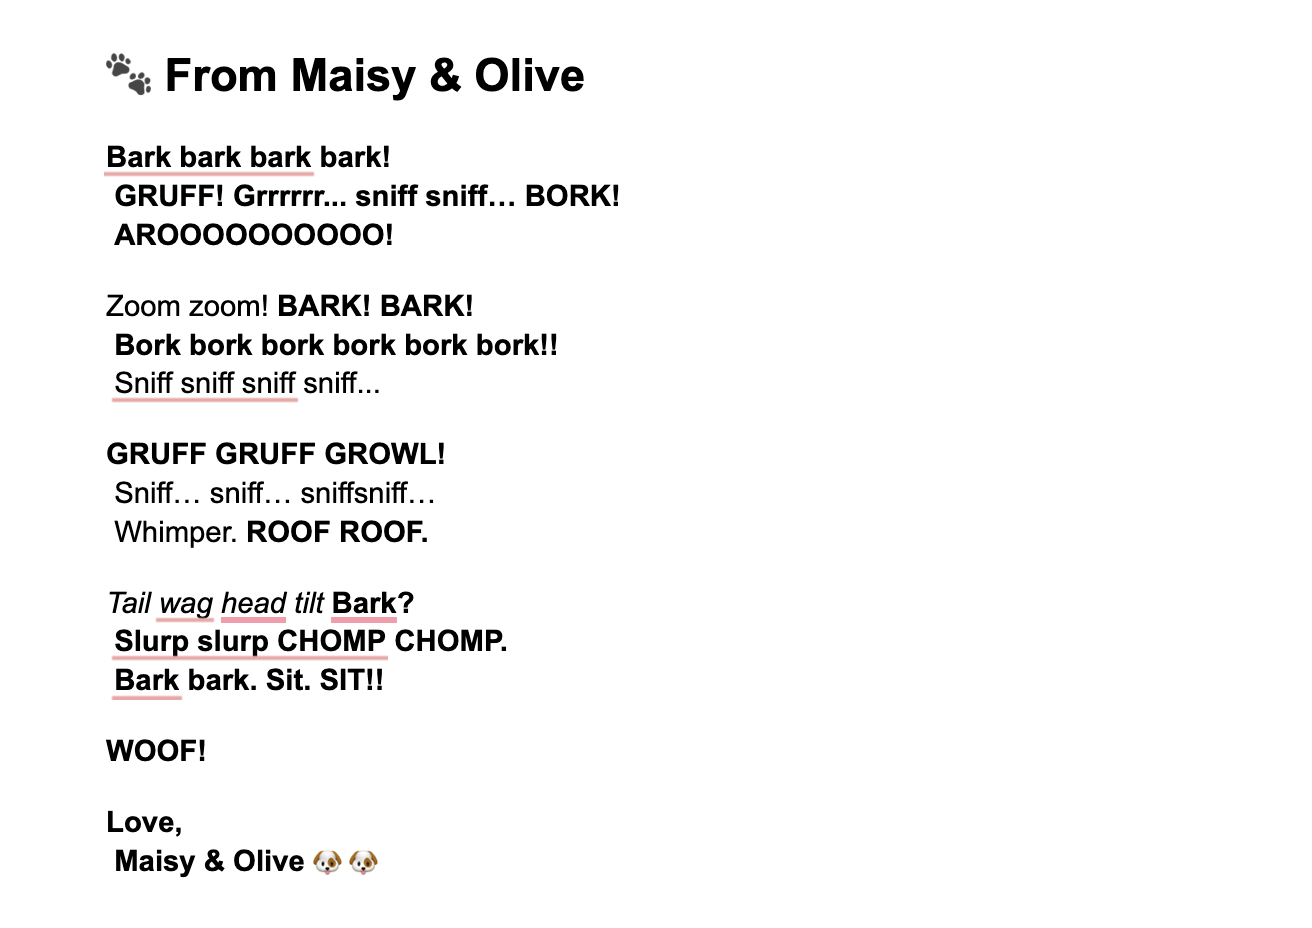 🐾 From Maisy & Olive
Bark bark bark bark!
GRUFF! Grrrrrr... sniff sniff… BORK!
AROOOOOOOOOO!
Zoom zoom! BARK! BARK!
Bork bork bork bork bork bork!!
Sniff sniff sniff sniff...
GRUFF GRUFF GROWL!
Sniff… sniff… sniffsniff…
Whimper. ROOF ROOF.
Tail wag head tilt Bark?
Slurp slurp CHOMP CHOMP.
Bark bark. Sit. SIT!!
WOOF!
Love,
Maisy & Olive 🐶 🐶